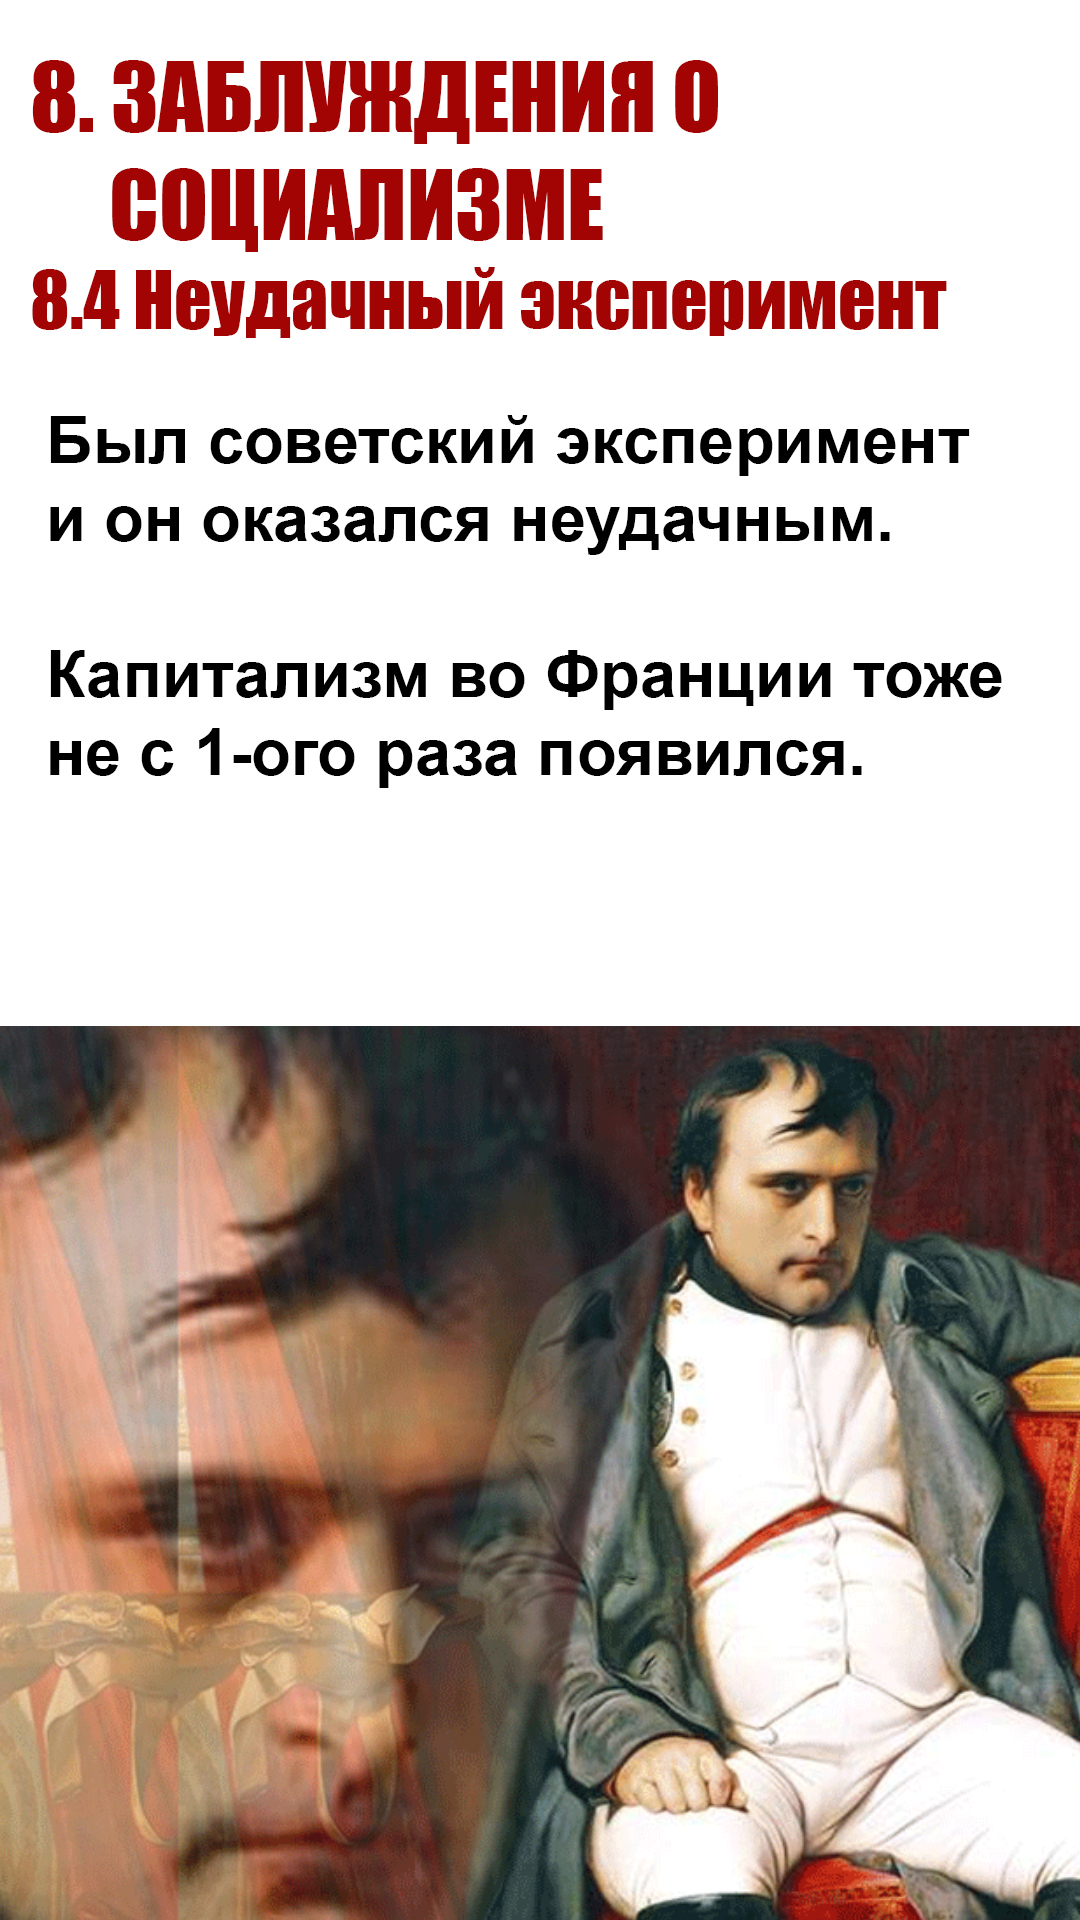 8. ЗАБЛУЖДЕНИЯ О
СОЦИАЛИЗМЕ
8.4 Неудачный эксперимент
Был советский эксперимент
и он оказался неудачным.
Капитализм во Франции тоже
не с 1-ого раза появился.